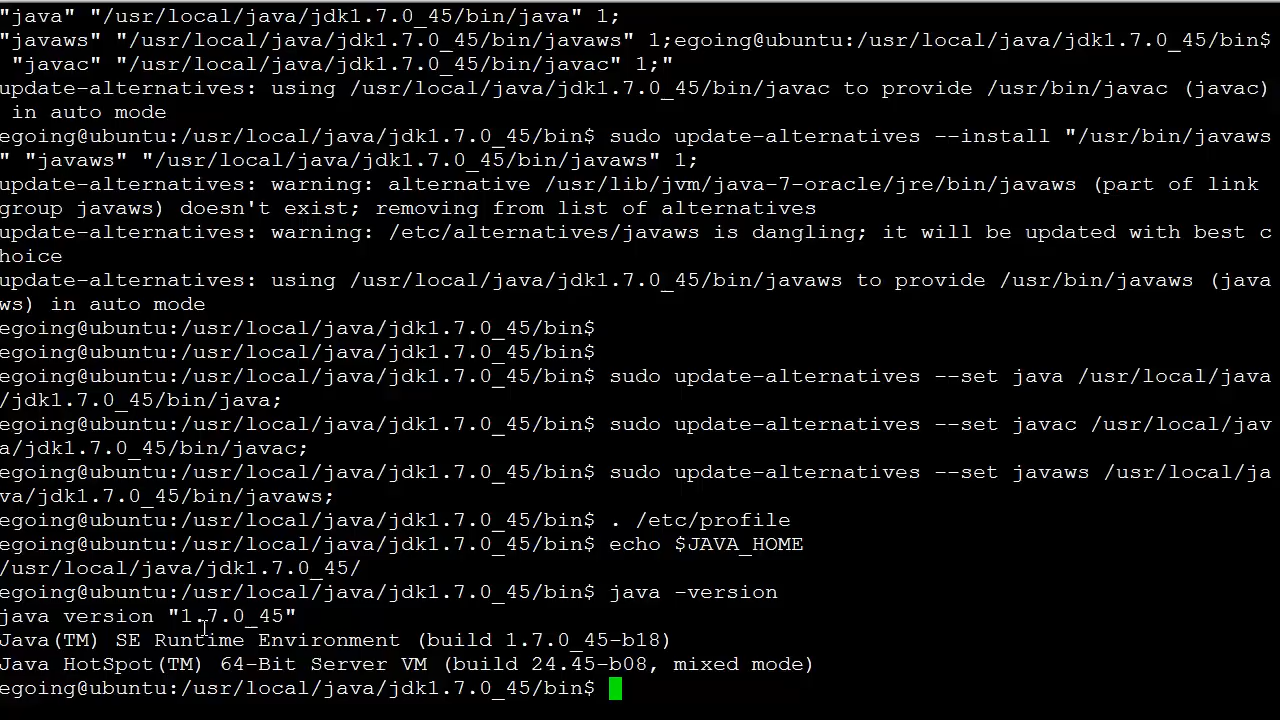 "java" "/usr/local/java/jdk1.7.0_45/bin/java" 1;
"javaws" "/usr/local/java/jdk1.7.0_45/bin/javaws" 1;egoing@ubuntu:/usr/local/java/jdk1.7.0_45/bin$
"javac" "/usr/local/java/jdk1.7.0_45/bin/javac" 1;"
update-alternatives: using /usr/local/java/jdk1.7.0_45/bin/javac to provide /usr/bin/javac (javac)
in auto mode
egoing@ubuntu:/usr/local/java/jdk1.7.0_45/bin$ sudo update-alternatives --install "/usr/bin/javaws
" "javaws" "/usr/local/java/jdk1.7.0_45/bin/javaws" 1;
update-alternatives: warning: alternative /usr/lib/jvm/java-7-oracle/jre/bin/javaws (part of link
group javaws) doesn't exist; removing from list of alternatives
update-alternatives: warning: /etc/alternatives/javaws is dangling; it will be updated with best c
hoice
update-alternatives: using /usr/local/java/jdk1.7.0_45/bin/javaws to provide /usr/bin/javaws (java
ws) in auto mode
egoing@ubuntu:/usr/local/java/jdk1.7.0_45/bin$
egoing@ubuntu:/usr/local/java/jdk1.7.0_45/bin$
egoing@ubuntu:/usr/local/java/jdk1.7.0_45/bin$ sudo update-alternatives --set java /usr/local/java
/jdk1.7.0_45/bin/java;
egoing@ubuntu:/usr/local/java/jdk1.7.0_45/bin$ sudo update-alternatives --set javac /usr/local/jav
a/jdk1.7.0_45/bin/javac;
egoing@ubuntu:/usr/local/java/jdk1.7.0_45/bin$ sudo update-alternatives --set javaws /usr/local/ja
va/jdk1.7.0_45/bin/javaws;
egoing@ubuntu:/usr/local/java/jdk1.7.0_45/bin$ . /etc/profile
egoing@ubuntu:/usr/local/java/jdk1.7.0_45/bin$ echo $JAVA_HOME
/usr/local/java/jdk1.7.0_45/
egoing@ubuntu:/usr/local/java/jdk1.7.0_45/bin$ java -version
java version "1.7.0_45"
Java(TM) SE Runtime Environment (build 1.7.0_45-b18)
Java HotSpot(TM) 64-Bit Server VM (build 24.45-b08, mixed mode)
egoing@ubuntu:/usr/local/java/jdk1.7.0_45/bin$